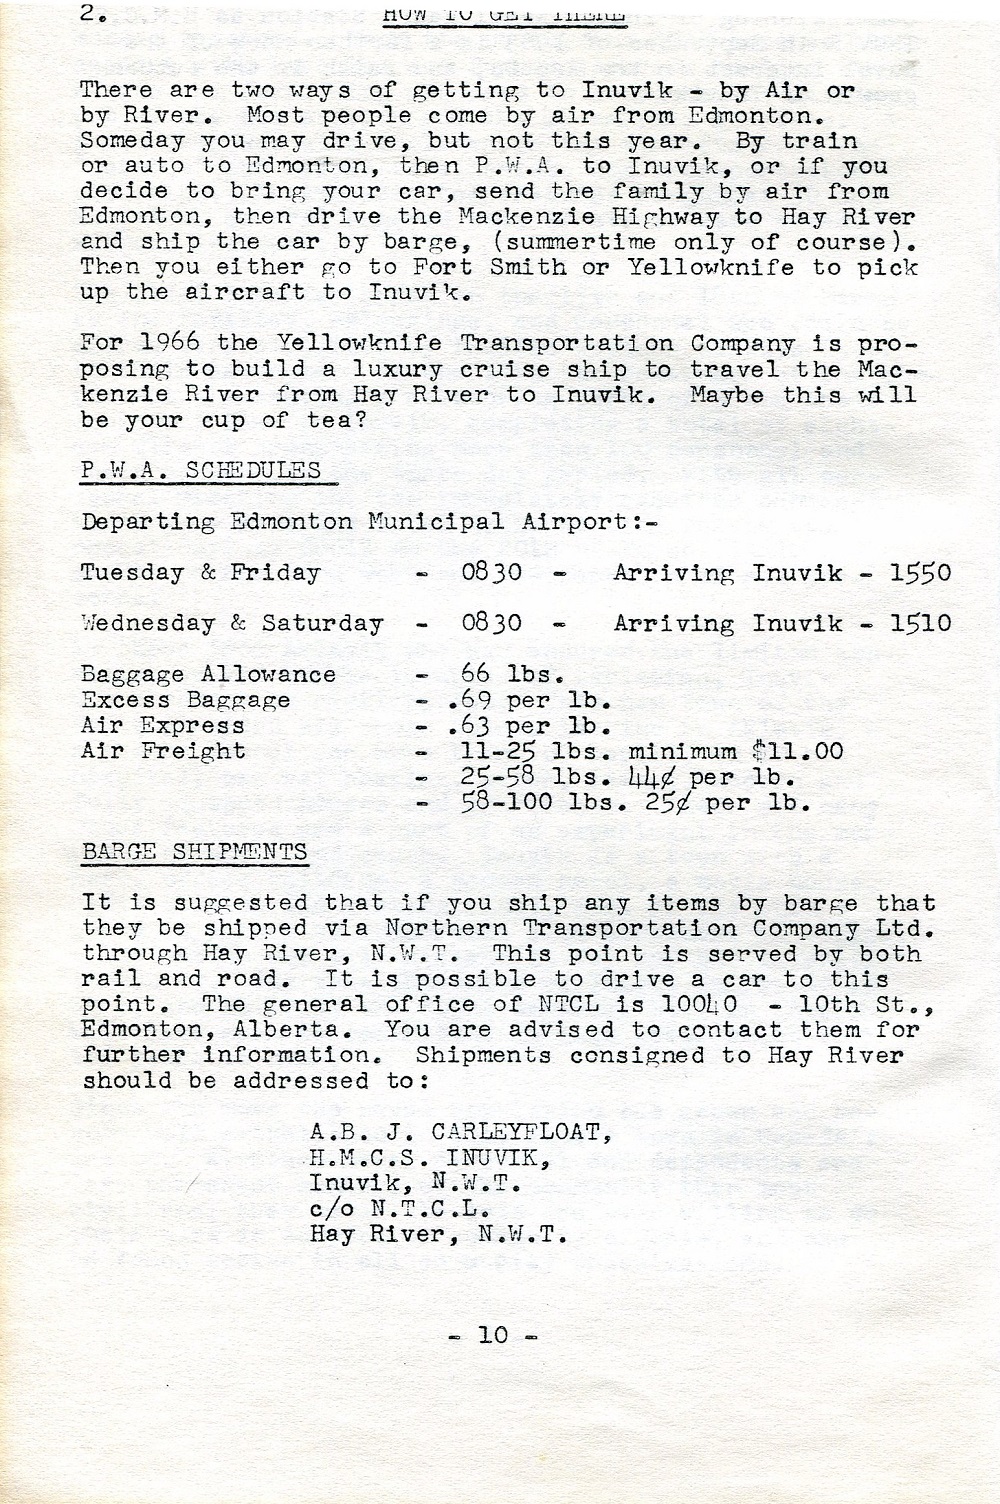 2. HOW TO GET THERE
There are two ways of getting to Inuvik - by Air or
by River. Most people come by air from Edmonton.
Someday you may drive, but not this year. By train
or auto to Edmonton, then P.W.A. to Inuvik, or if you
decide to bring your car, send the family by air from
Edmonton, then drive the Mackenzie Highway to Hay River
and ship the car by barge, (summertime only of course).
Then you either go to Fort Smith or Yellowknife to pick
up the aircraft to Inuvik.
For 1966 the Yellowknife Transportation Company is pro-
posing to build a luxury cruise ship to travel the Mac-
kenzie River from Hay River to Inuvik. Maybe this will
be your cup of tea?
P.W.A. SCHEDULES
Departing Edmonton Municipal Airport:-
Tuesday & Friday - 0830 - Arriving Inuvik - 1550
Wednesday & Saturday - 0830 - Arriving Inuvik - 1510
Baggage Allowance - 66 lbs.
Excess Baggage - .69 per lb.
Air Express - .63 per lb.
Air Freight - 11-25 lbs. minimum $11.00
- 25-58 lbs. 44¢ per lb.
- 58-100 lbs. 25¢ per lb.
BARGE SHIPMENTS
It is suggested that if you ship any items by barge that
they be shipped via Northern Transportation Company Ltd.
through Hay River, N.W.T. This point is served by both
rail and road. It is possible to drive a car to this
point. The general office of NTCL is 10040 - 10th St.,
Edmonton, Alberta. You are advised to contact them for
further information. Shipments consigned to Hay River
should be addressed to:
A.B. J. CARLEYFLOAT,
H.M.C.S. INUVIK,
Inuvik, N.W.T.
c/o N.T.C.L.
Hay River, N.W.T.
- 10 -